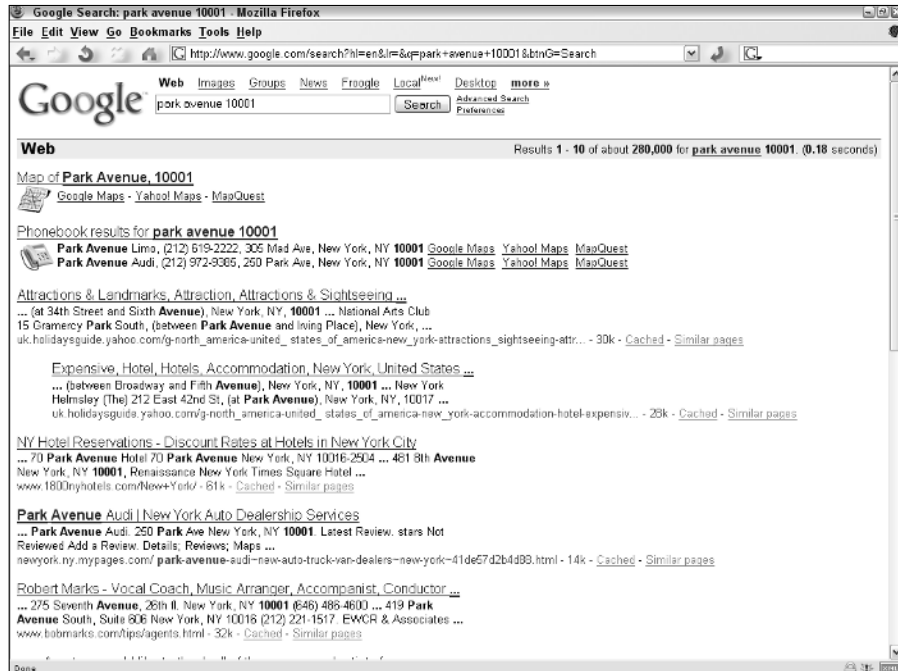 Google Search: park avenue 10001 - Mozilla Firefox
File Edit View Go Bookmarks Tools Help
http://www.google.com/search?hl=en&lr=&q=park+avenue+10001&btnG=Search
Web Images Groups News Froogle Local New! Desktop more »
Google
park avenue 10001 Search Advanced Search
Preferences
Web Results 1 - 10 of about 280,000 for park avenue 10001. (0.18 seconds)
Map of Park Avenue, 10001
Google Maps - Yahoo! Maps - MapQuest
Phonebook results for park avenue 10001
Park Avenue Limo, (212) 619-2222, 305 Mad Ave, New York, NY 10001 Google Maps Yahoo! Maps MapQuest
Park Avenue Audi, (212) 972-9385, 250 Park Ave, New York, NY 10001 Google Maps Yahoo! Maps MapQuest
Attractions & Landmarks, Attraction, Attractions & Sightseeing ...
... (at 34th Street and Sixth Avenue), New York, NY, 10001 ... National Arts Club
15 Gramercy Park South, (between Park Avenue and Irving Place), New York, ...
uk.holidaysguide.yahoo.com/g-north_america-united_ states_of_america-new_york-attractions_sightseeing-attr... - 30k - Cached - Similar pages
Expensive, Hotel, Hotels, Accommodation, New York, United States ...
... (between Broadway and Fifth Avenue), New York, NY, 10001 ... New York
Helmsley (The) 212 East 42nd St, (at Park Avenue), New York, NY, 10017 ...
uk.holidaysguide.yahoo.com/g-north_america-united_ states_of_america-new_york-accommodation-hotel-expensiv... - 28k - Cached - Similar pages
NY Hotel Reservations - Discount Rates at Hotels in New York City
... 70 Park Avenue Hotel 70 Park Avenue New York, NY 10016-2504 ... 481 8th Avenue
New York, NY 10001, Renaissance New York Times Square Hotel ...
www.1800nyhotels.com/New+York/ - 61k - Cached - Similar pages
Park Avenue Audi | New York Auto Dealership Services
... Park Avenue Audi. 250 Park Ave New York, NY 10001. Latest Review. stars Not
Reviewed Add a Review. Details; Reviews; Maps ...
newyork.ny.mypages.com/ park-avenue-audi~new-auto-truck-van-dealers~new-york~41de57d2b4d88.html - 14k - Cached - Similar pages
Robert Marks - Vocal Coach, Music Arranger, Accompanist, Conductor ...
... 275 Seventh Avenue, 26th fl, New York, NY 10001 (646) 486-4600 ... 419 Park
Avenue South, Suite 606 New York, NY 10016 (212) 221-1517. EWCR & Associates ...
www.bobmarks.com/tips/agents.html - 32k - Cached - Similar pages
Done